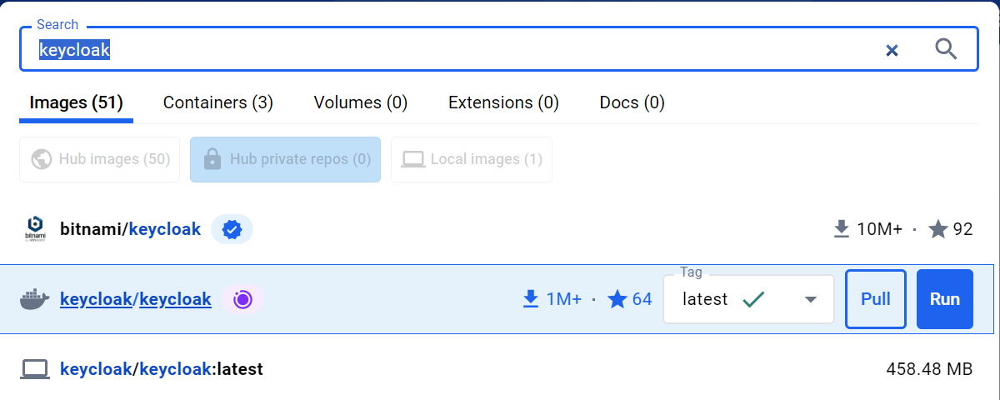 Search
keycloak
Images (51) Containers (3) Volumes (0) Extensions (0) Docs (0)
Hub images (50) Hub private repos (0) Local images (1)
bitnami
bitnami/keycloak 10M+ · 92
Tag
keycloak/keycloak 1M+ · 64 latest Pull Run
keycloak/keycloak:latest 458.48 MB